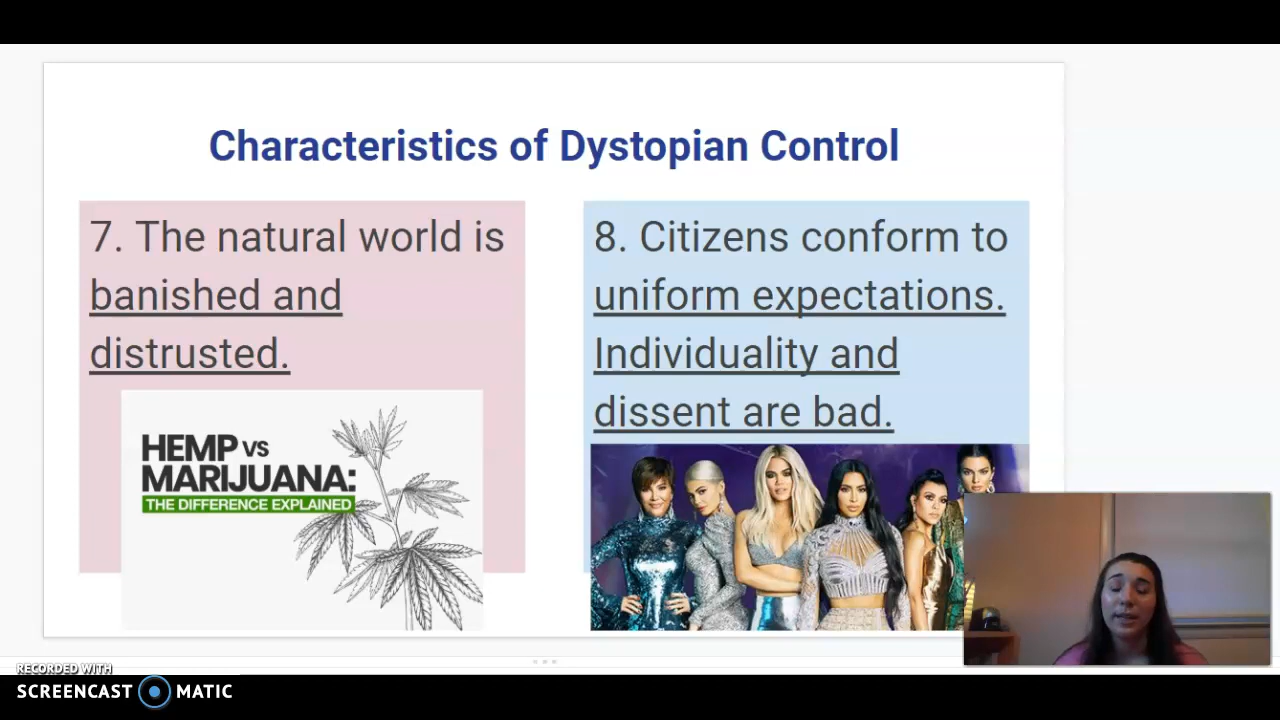 Characteristics of Dystopian Control
7. The natural world is
banished and
distrusted.
HEMP VS
MARIJUANA:
THE DIFFERENCE EXPLAINED
8. Citizens conform to
uniform expectations.
Individuality and
dissent are bad.
RECORDED WITH
SCREENCAST MATIC